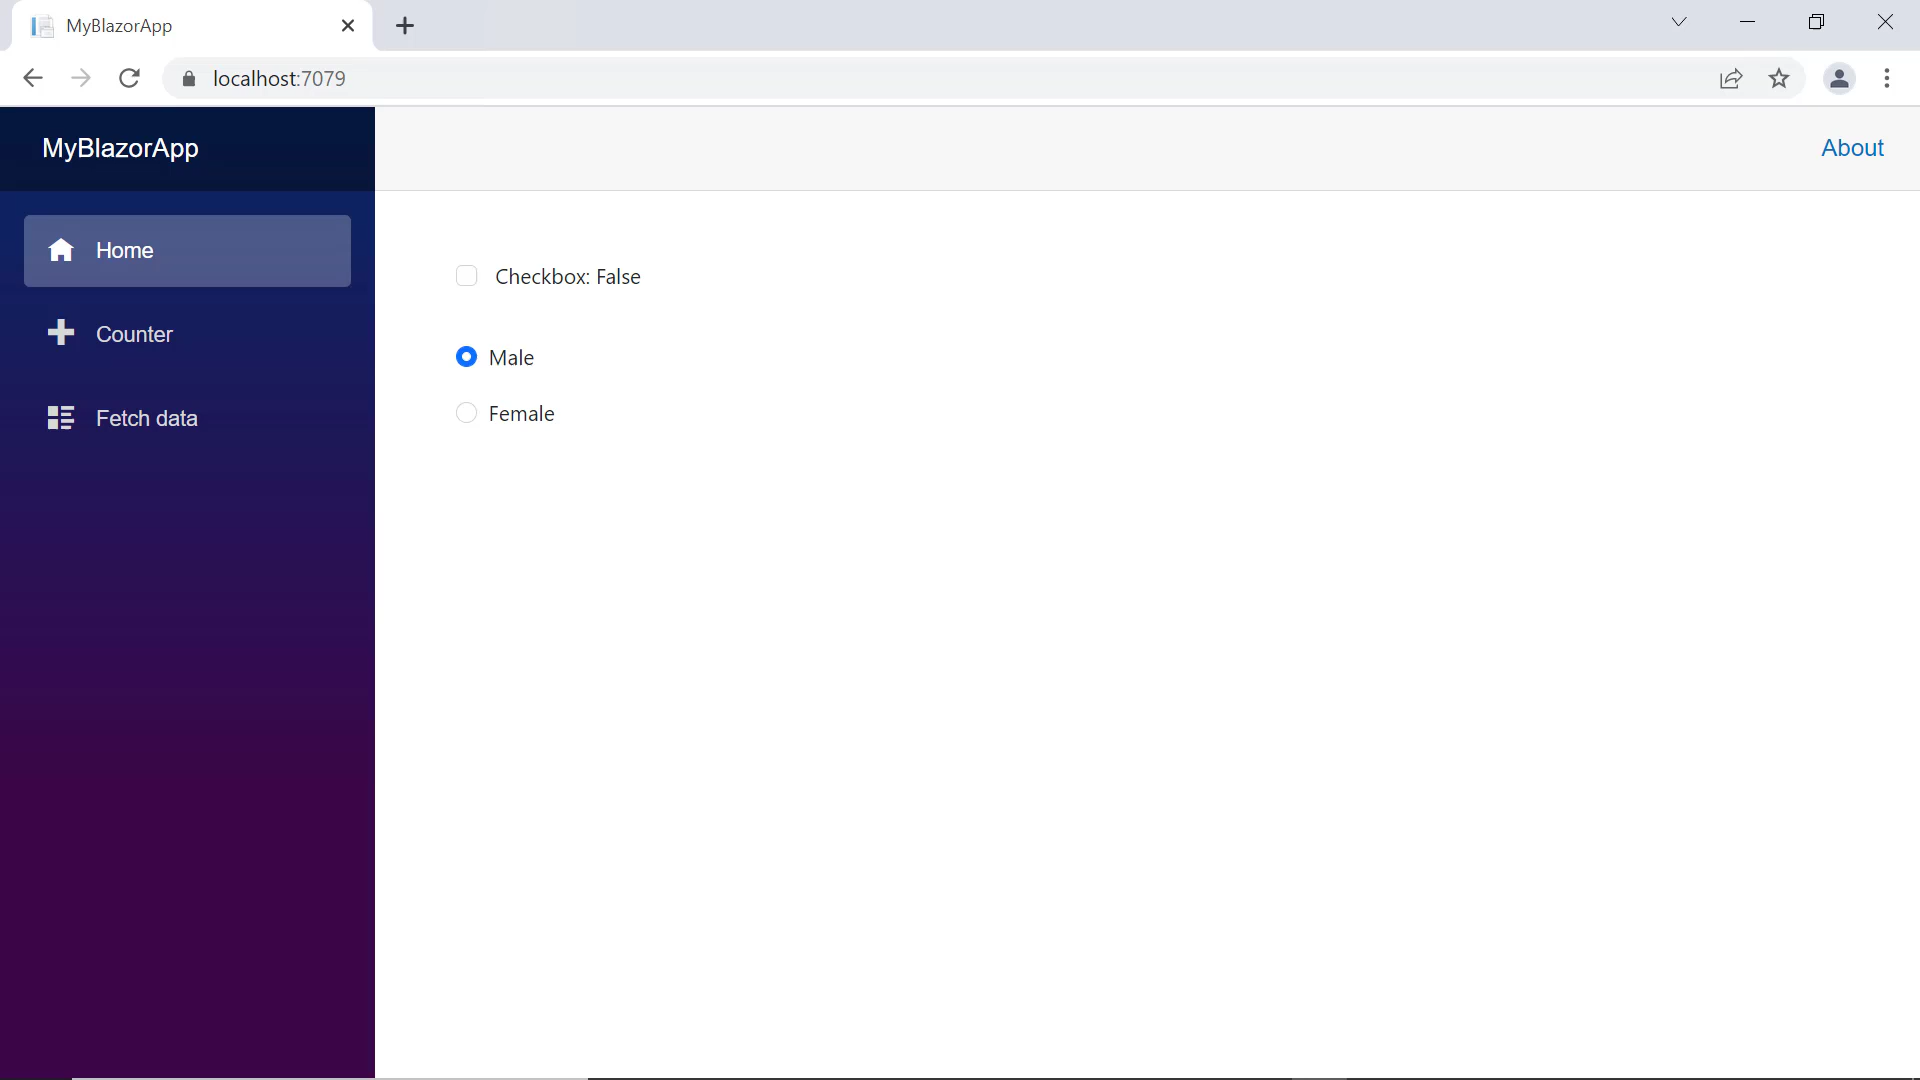 MyBlazorApp
localhost:7079
MyBlazorApp
About
Home
Counter
Fetch data
Checkbox: False
Male
Female